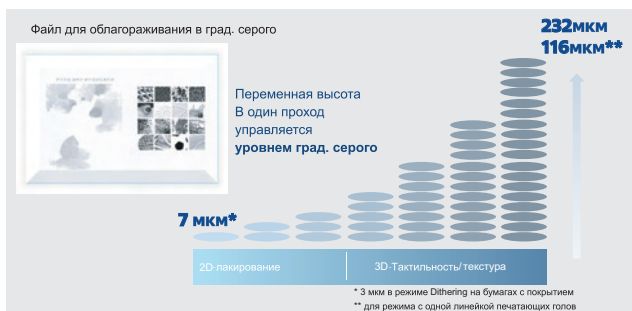 Файл для облагораживания в град. серого
232мкм
116мкм**
Переменная высота
В один проход
управляется
уровнем град. серого
7 мкм*
2D-лакирование
3D-Тактильность/текстура
* 3 мкм в режиме Dithering на бумагах с покрытием
** для режима с одной линейкой печатающих голов